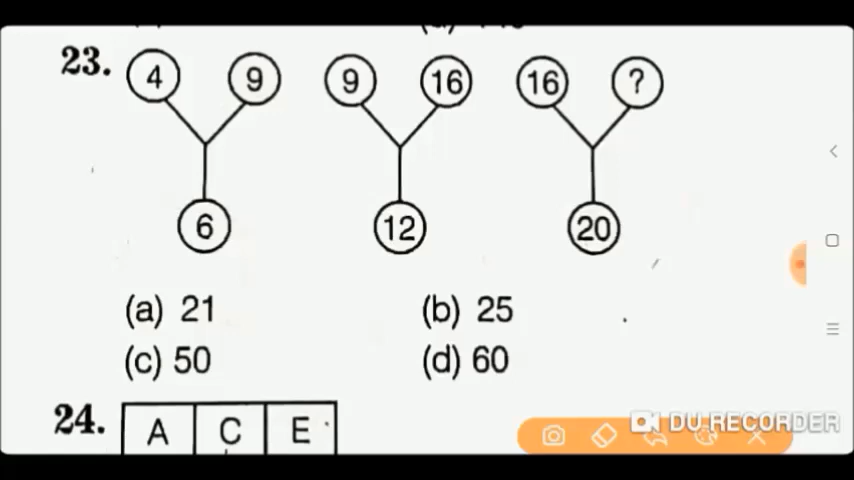 23. 4 9 9 16 16 ?
6 12 20
(a) 21 (b) 25
(c) 50 (d) 60
24. A C E
DU RECORDER